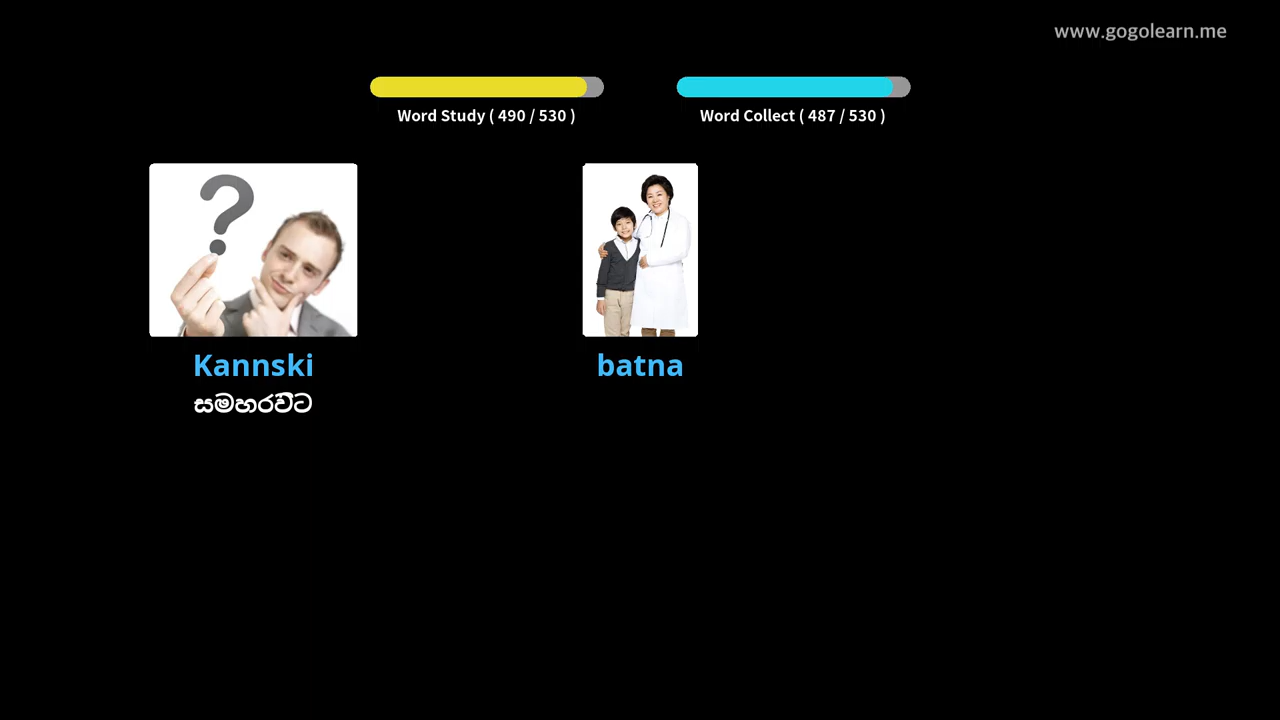 www.gogolearn.me
Word Study ( 490 / 530 )
Word Collect ( 487 / 530 )
Kannski
සමහරවිට
batna